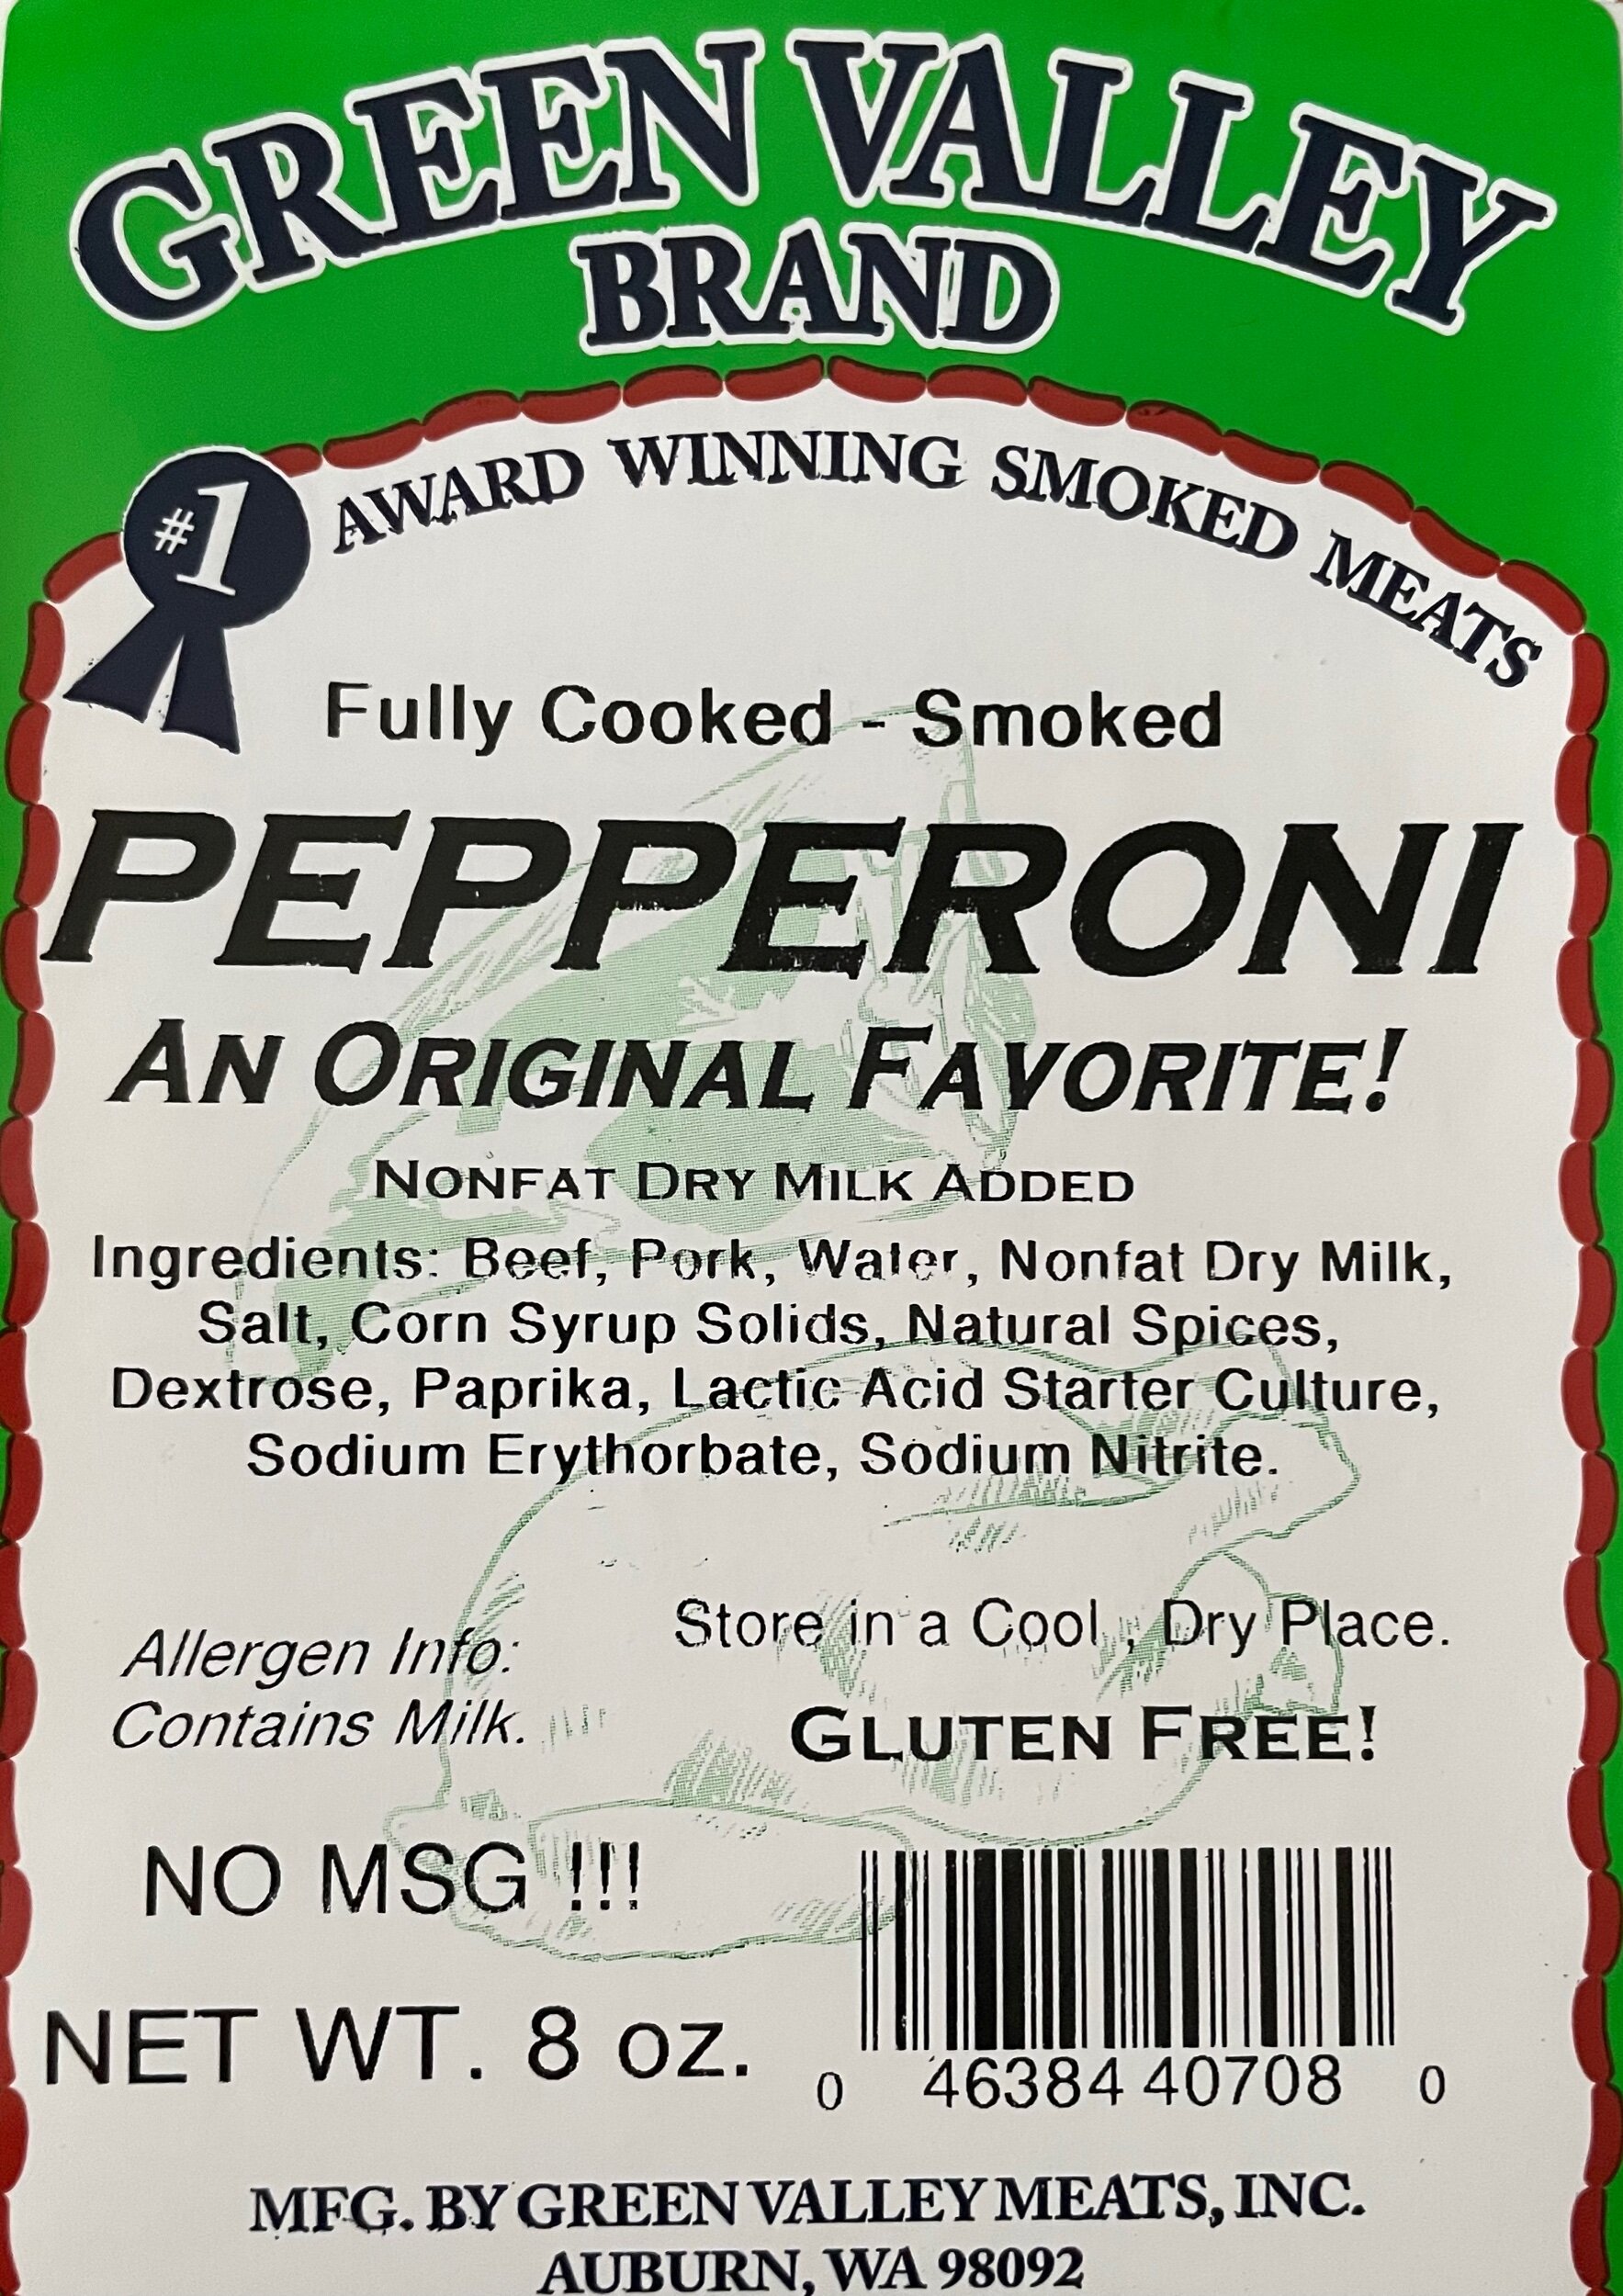 GREEN VALLEY
BRAND
#1
AWARD WINNING SMOKED MEATS
Fully Cooked - Smoked
PEPPERONI
AN ORIGINAL FAVORITE!
NONFAT DRY MILK ADDED
Ingredients: Beef, Pork, Water, Nonfat Dry Milk,
Salt, Corn Syrup Solids, Natural Spices,
Dextrose, Paprika, Lactic Acid Starter Culture,
Sodium Erythorbate, Sodium Nitrite.
Store in a Cool , Dry Place.
Allergen Info:
Contains Milk.
GLUTEN FREE!
NO MSG !!!
NET WT. 8 oz.
0 46384 40708 0
MFG. BY GREEN VALLEY MEATS, INC.
AUBURN, WA 98092